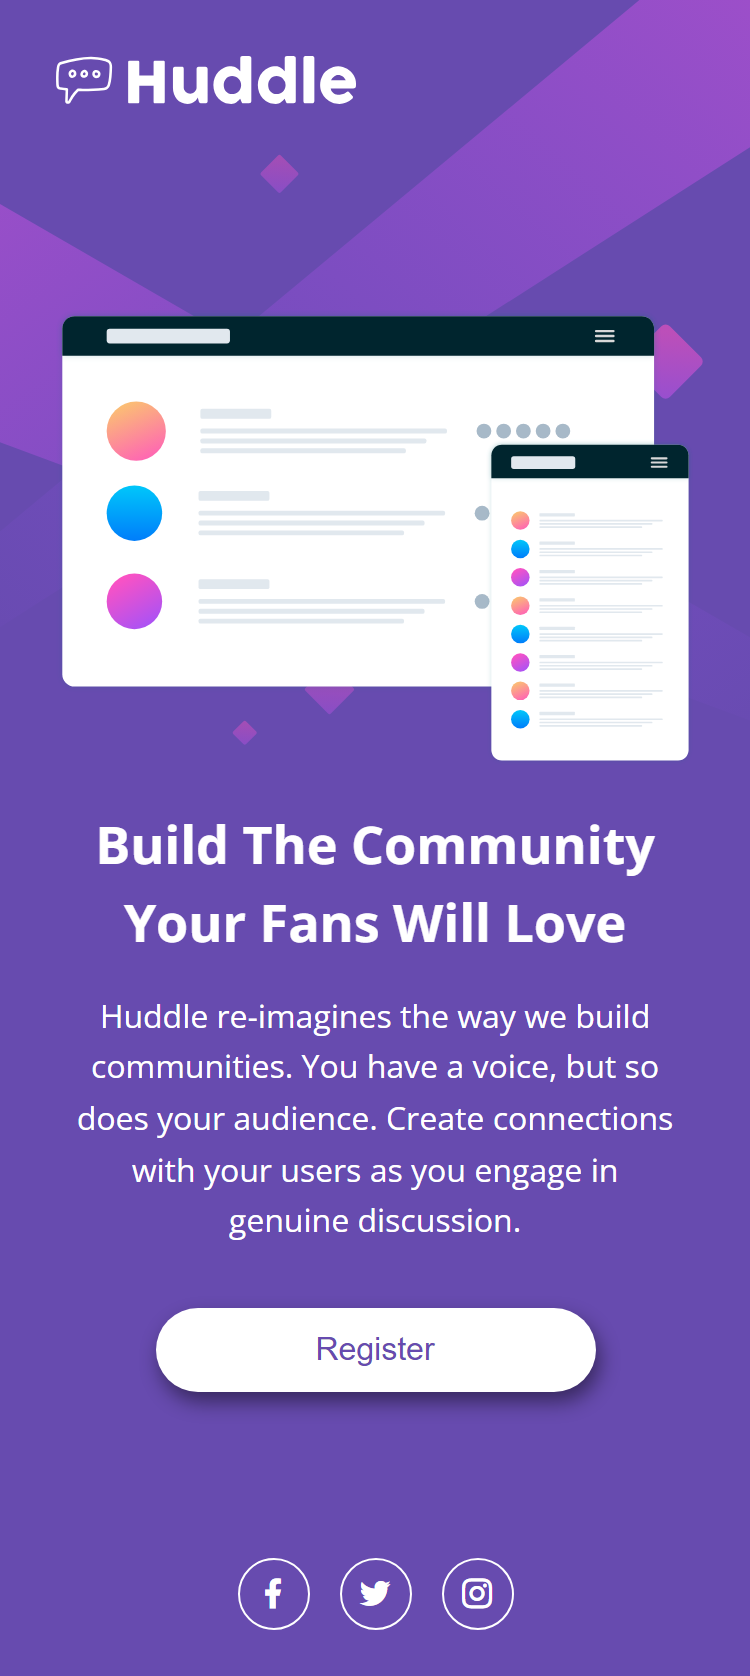 Huddle
Build The Community
Your Fans Will Love
Huddle re-imagines the way we build
communities. You have a voice, but so
does your audience. Create connections
with your users as you engage in
genuine discussion.
Register